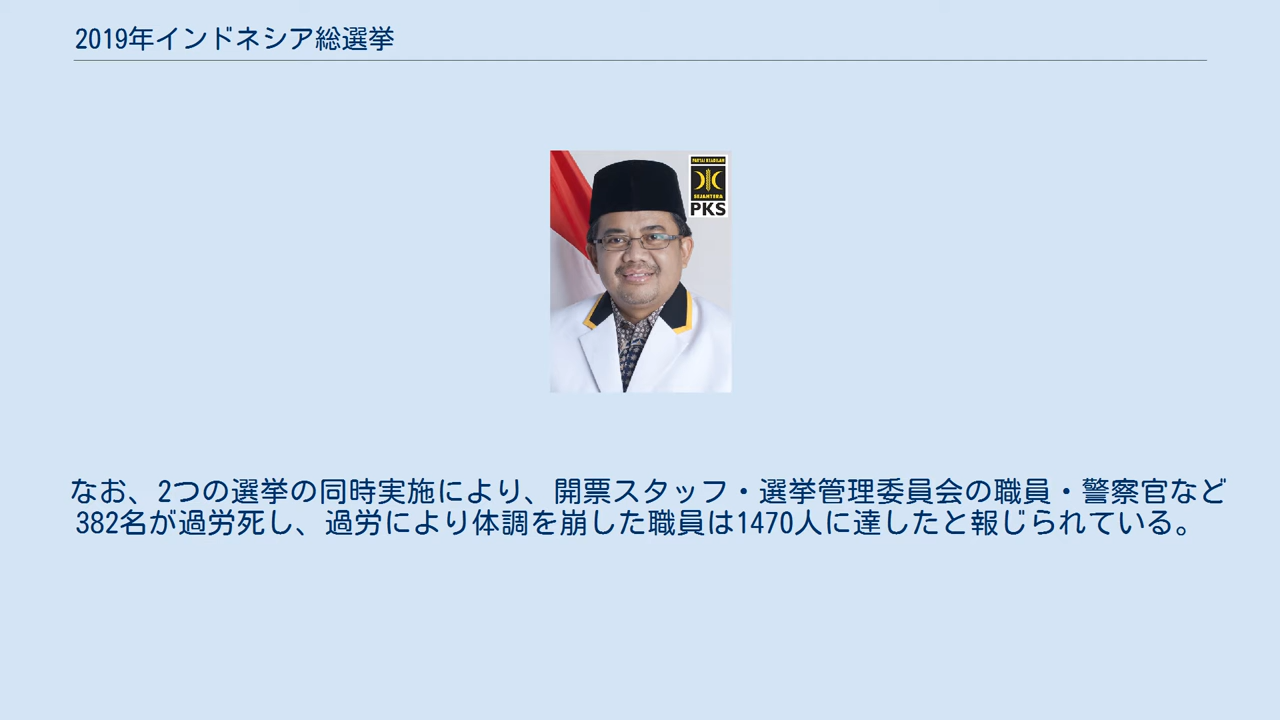 2019年インドネシア総選挙
PARTAI KEADILAN
SEJAHTERA
PKS
なお、2つの選挙の同時実施により、開票スタッフ・選挙管理委員会の職員・警察官など
382名が過労死し、過労により体調を崩した職員は1470人に達したと報じられている。